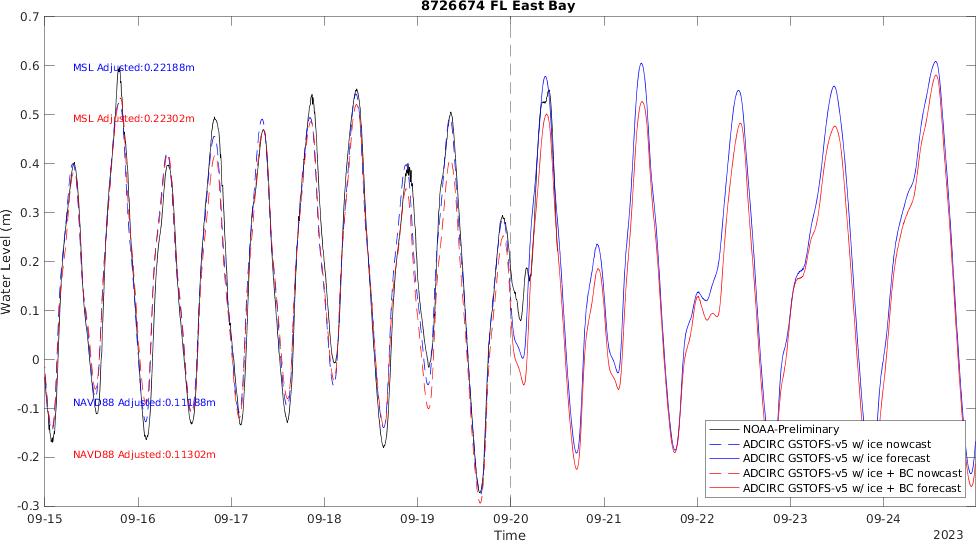 8726674 FL East Bay
0.7
0.6
0.5
0.4
0.3
0.2
0.1
0
-0.1
-0.2
-0.3
Water Level (m)
MSL Adjusted:0.22188m
MSL Adjusted:0.22302m
NAVD88 Adjusted:0.11188m
NAVD88 Adjusted:0.11302m
NOAA-Preliminary
ADCIRC GSTOFS-v5 w/ ice nowcast
ADCIRC GSTOFS-v5 w/ ice forecast
ADCIRC GSTOFS-v5 w/ ice + BC nowcast
ADCIRC GSTOFS-v5 w/ ice + BC forecast
09-15 09-16 09-17 09-18 09-19 09-20 09-21 09-22 09-23 09-24
Time
2023